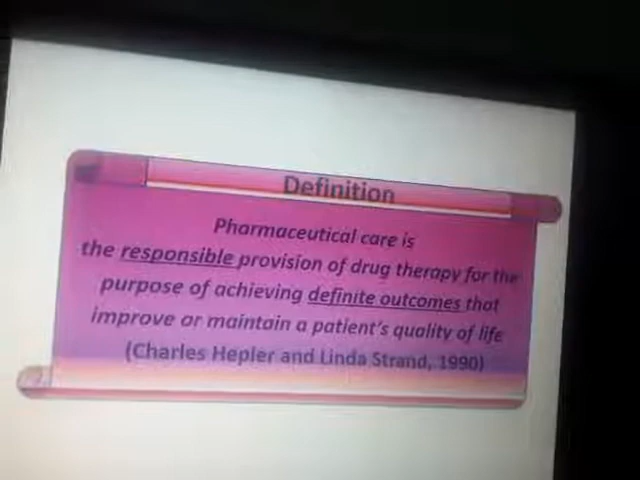 Definition
Pharmaceutical care is
the responsible provision of drug therapy for the
purpose of achieving definite outcomes that
improve or maintain a patient's quality of life
(Charles Hepler and Linda Strand, 1990)